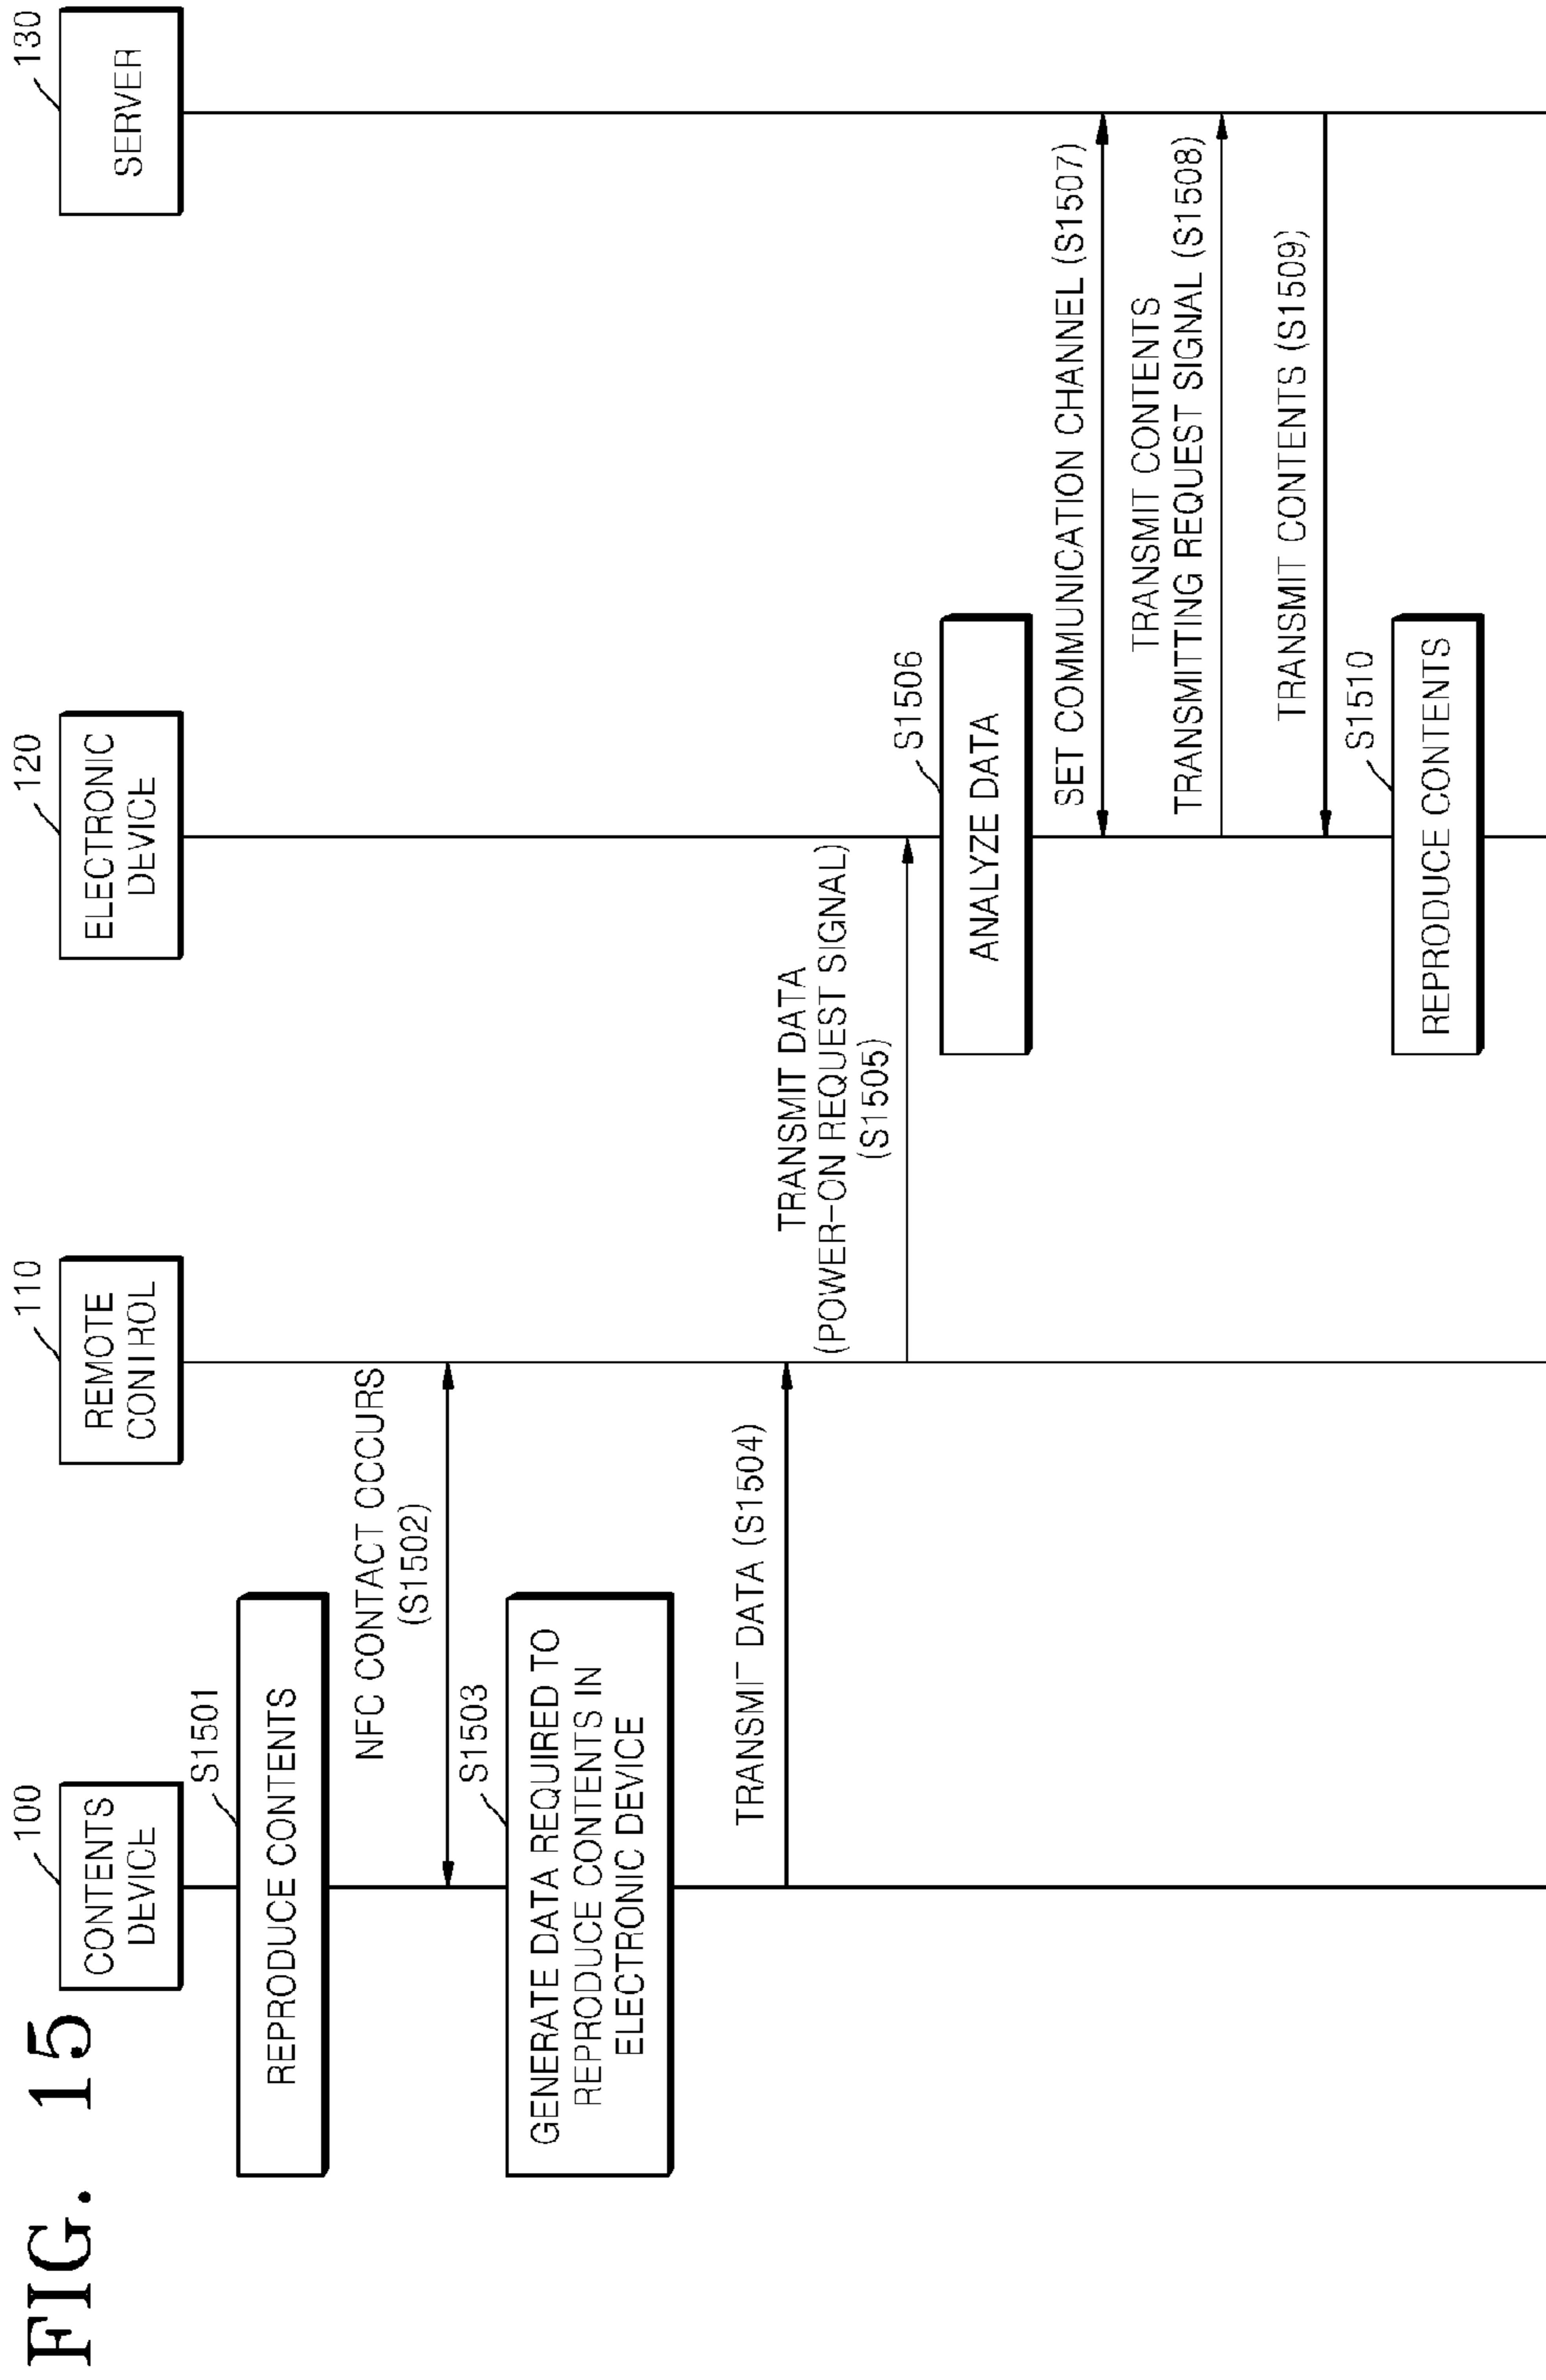 FIG. 15
100
CONTENTS
DEVICE
110
REMOTE
CONTROL
120
ELECTRONIC
DEVICE
130
SERVER
S1501
REPRODUCE CONTENTS
NFC CONTACT OCCURS
(S1502)
S1503
GENERATE DATA REQUIRED TO
REPRODUCE CONTENTS IN
ELECTRONIC DEVICE
TRANSMIT DATA (S1504)
TRANSMIT DATA
(POWER-ON REQUEST SIGNAL)
(S1505)
S1506
ANALYZE DATA
SET COMMUNICATION CHANNEL (S1507)
TRANSMIT CONTENTS
TRANSMITTING REQUEST SIGNAL (S1508)
TRANSMIT CONTENTS (S1509)
S1510
REPRODUCE CONTENTS